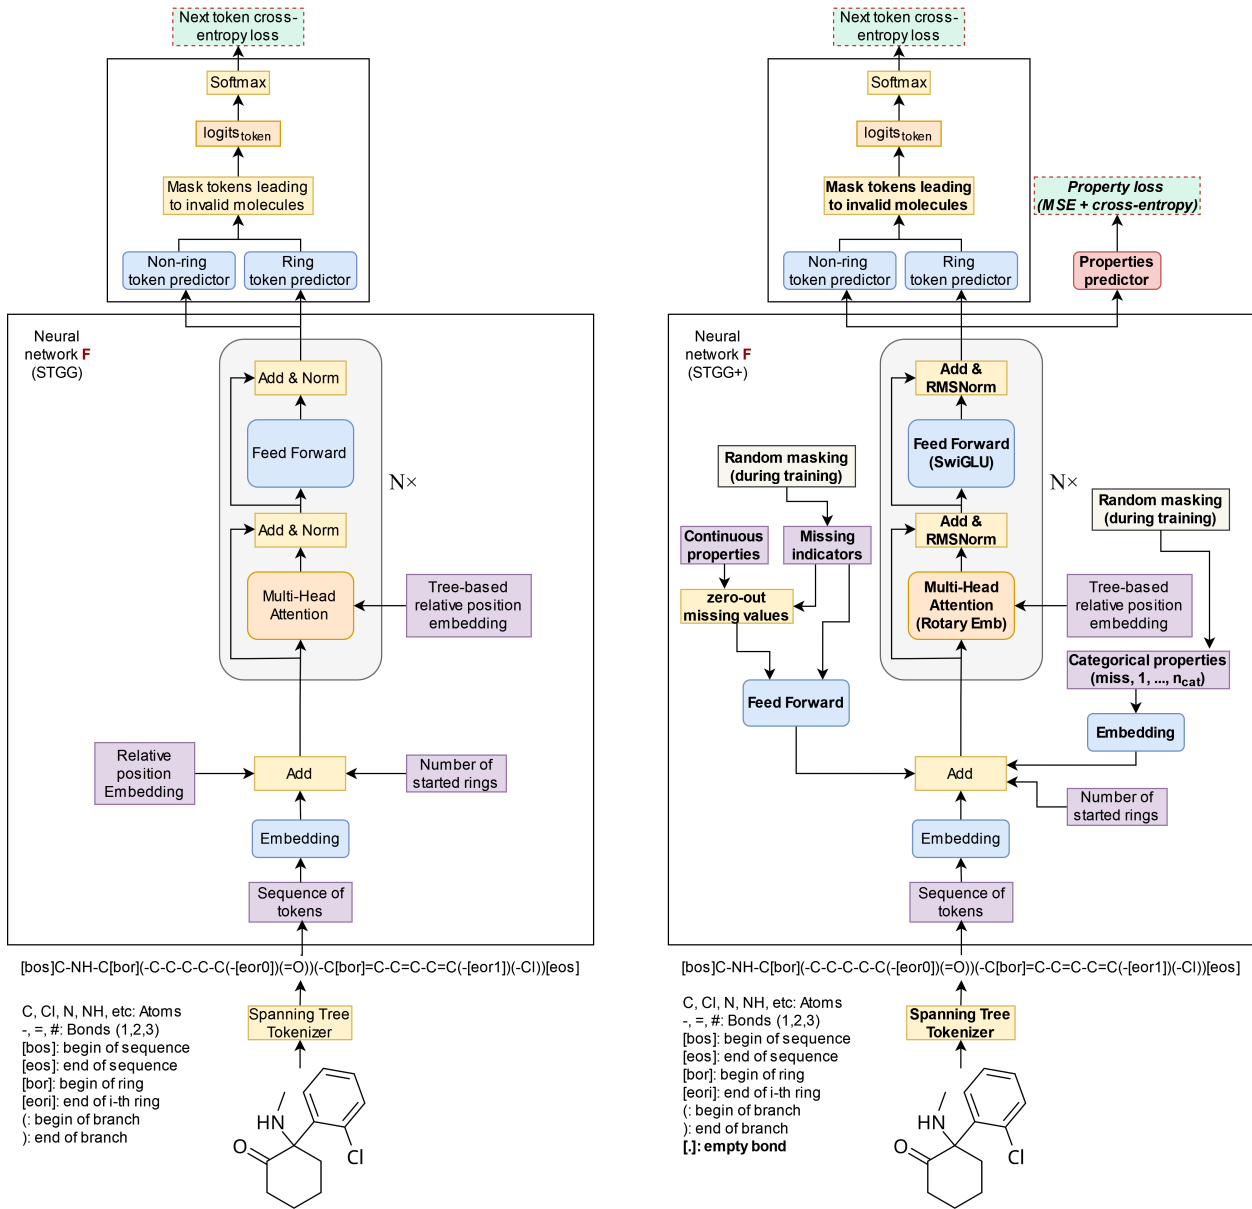 Next token cross-
entropy loss
Softmax
logits_token
Mask tokens leading
to invalid molecules
Non-ring
token predictor
Ring
token predictor
Neural
network F
(STGG)
Add & Norm
Feed Forward
N×
Add & Norm
Multi-Head
Attention
Tree-based
relative position
embedding
Relative
position
Embedding
Add
Number of
started rings
Embedding
Sequence of
tokens
[bos]C-NH-C[bor](-C-C-C-C-C(-[eor0])(=O))(-C[bor]=C-C=C-C=C(-[eor1])(-Cl))[eos]
C, Cl, N, NH, etc: Atoms
-, =, #: Bonds (1,2,3)
[bos]: begin of sequence
[eos]: end of sequence
[bor]: begin of ring
[eori]: end of i-th ring
(: begin of branch
): end of branch
Spanning Tree
Tokenizer
HN
O
Cl
Next token cross-
entropy loss
Softmax
logits_token
Mask tokens leading
to invalid molecules
Property loss
(MSE + cross-entropy)
Non-ring
token predictor
Ring
token predictor
Properties
predictor
Neural
network F
(STGG+)
Add &
RMSNorm
Feed Forward
(SwiGLU)
N×
Random masking
(during training)
Random masking
(during training)
Continuous
properties
Missing
indicators
Add &
RMSNorm
zero-out
missing values
Multi-Head
Attention
(Rotary Emb)
Tree-based
relative position
embedding
Categorical properties
(miss, 1, ..., n_cat)
Feed Forward
Embedding
Add
Number of
started rings
Embedding
Sequence of
tokens
[bos]C-NH-C[bor](-C-C-C-C-C(-[eor0])(=O))(-C[bor]=C-C=C-C=C(-[eor1])(-Cl))[eos]
C, Cl, N, NH, etc: Atoms
-, =, #: Bonds (1,2,3)
[bos]: begin of sequence
[eos]: end of sequence
[bor]: begin of ring
[eori]: end of i-th ring
(: begin of branch
): end of branch
[.]: empty bond
Spanning Tree
Tokenizer
HN
O
Cl